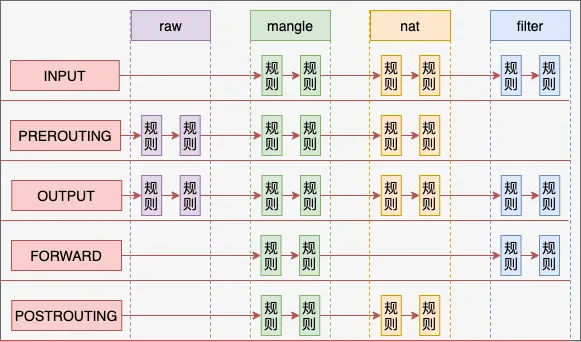 raw mangle nat filter
INPUT 规则 规则 规则 规则 规则 规则
PREROUTING 规则 规则 规则 规则 规则 规则
OUTPUT 规则 规则 规则 规则 规则 规则 规则 规则
FORWARD 规则 规则 规则 规则
POSTROUTING 规则 规则 规则 规则